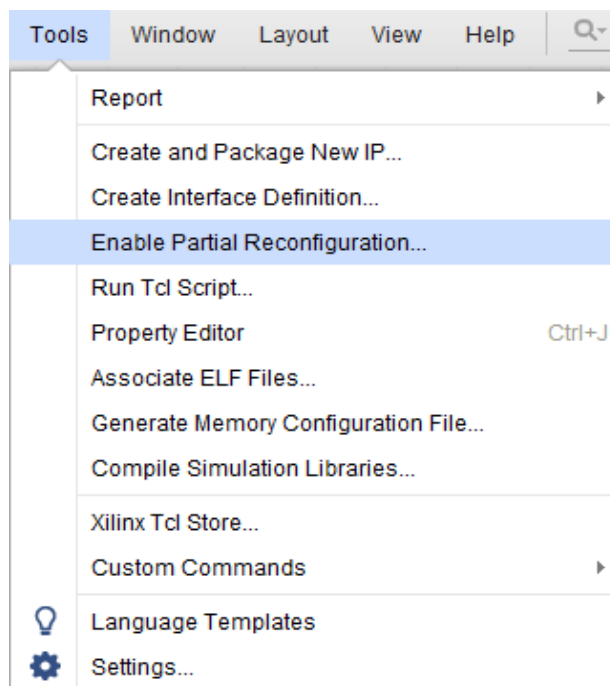 Tools Window Layout View Help
Report
Create and Package New IP...
Create Interface Definition...
Enable Partial Reconfiguration...
Run Tcl Script...
Property Editor Ctrl+J
Associate ELF Files...
Generate Memory Configuration File...
Compile Simulation Libraries...
Xilinx Tcl Store...
Custom Commands
Language Templates
Settings...